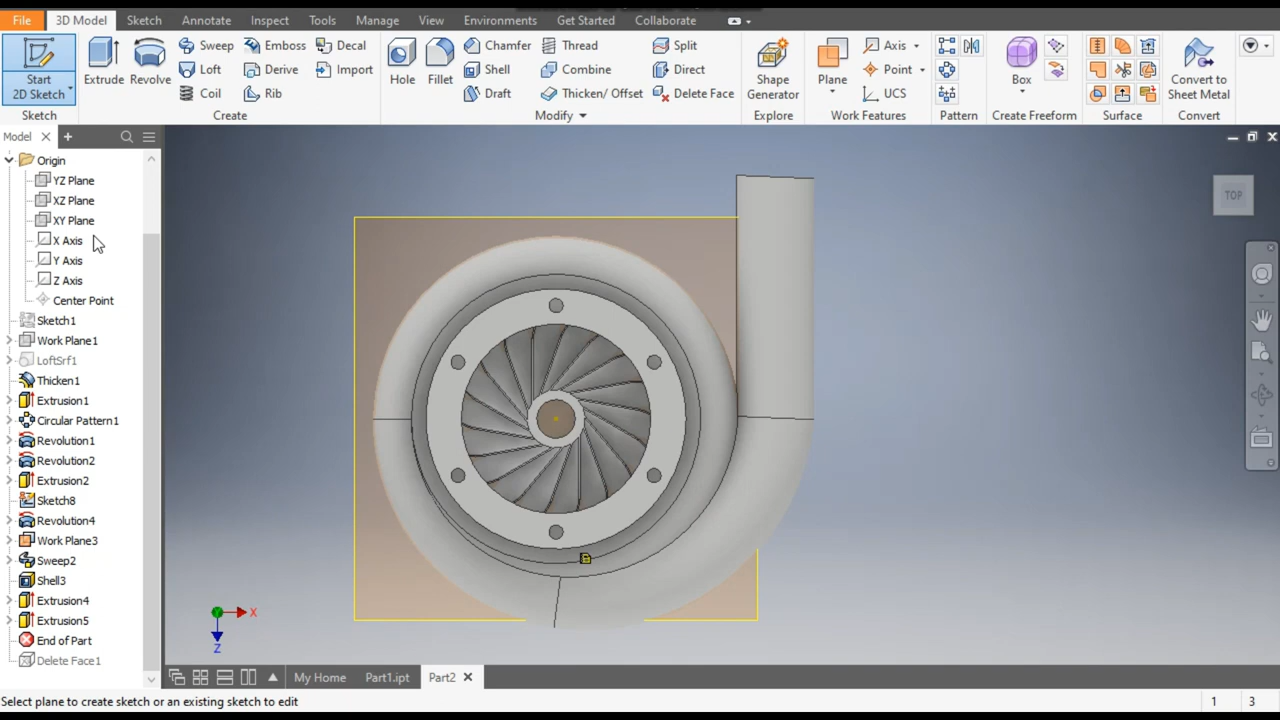 File 3D Model Sketch Annotate Inspect Tools Manage View Environments Get Started Collaborate
Start
2D Sketch
Extrude
Revolve
Sweep
Loft
Coil
Emboss
Derive
Rib
Decal
Import
Hole
Fillet
Chamfer
Shell
Draft
Thread
Combine
Thicken/ Offset
Split
Direct
Delete Face
Shape
Generator
Plane
Axis
Point
UCS
Box
Convert to
Sheet Metal
Sketch Create Modify Explore Work Features Pattern Create Freeform Surface Convert
Model
Origin
YZ Plane
XZ Plane
XY Plane
X Axis
Y Axis
Z Axis
Center Point
Sketch1
Work Plane1
LoftSrf1
Thicken1
Extrusion1
Circular Pattern1
Revolution1
Revolution2
Extrusion2
Sketch8
Revolution4
Work Plane3
Sweep2
Shell3
Extrusion4
Extrusion5
End of Part
Delete Face1
TOP
X
Z
My Home Part1.ipt Part2
Select plane to create sketch or an existing sketch to edit 1 3